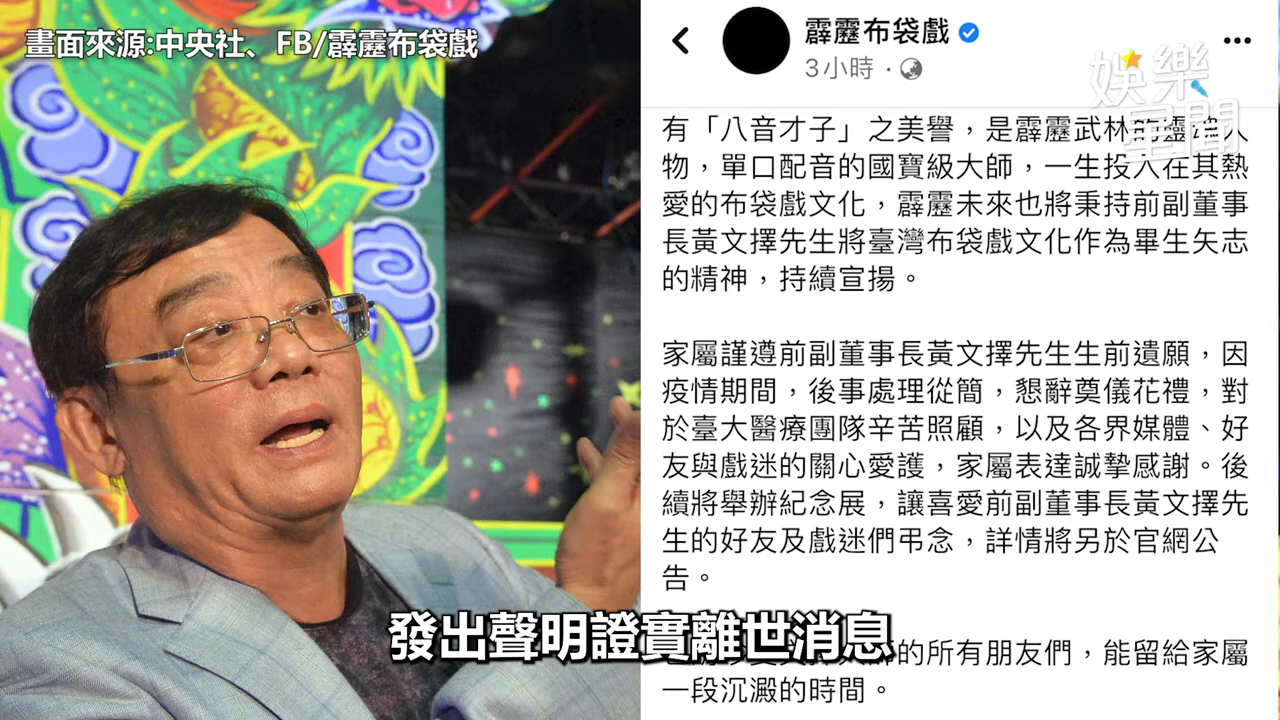 畫面來源:中央社、FB/霹靂布袋戲
霹靂布袋戲
3小時
娛樂
星聞
有「八音才子」之美譽，是霹靂武林的靈魂人
物，單口配音的國寶級大師，一生投入在其熱
愛的布袋戲文化，霹靂未來也將秉持前副董事
長黃文擇先生將臺灣布袋戲文化作為畢生矢志
的精神，持續宣揚。
家屬謹遵前副董事長黃文擇先生生前遺願，因
疫情期間，後事處理從簡，懇辭奠儀花禮，對
於臺大醫療團隊辛苦照顧，以及各界媒體、好
友與戲迷的關心愛護，家屬表達誠摯感謝。後
續將舉辦紀念展，讓喜愛前副董事長黃文擇先
生的好友及戲迷們弔念，詳情將另於官網公
告。
發出聲明證實離世消息
的所有朋友們，能留給家屬
一段沉澱的時間。